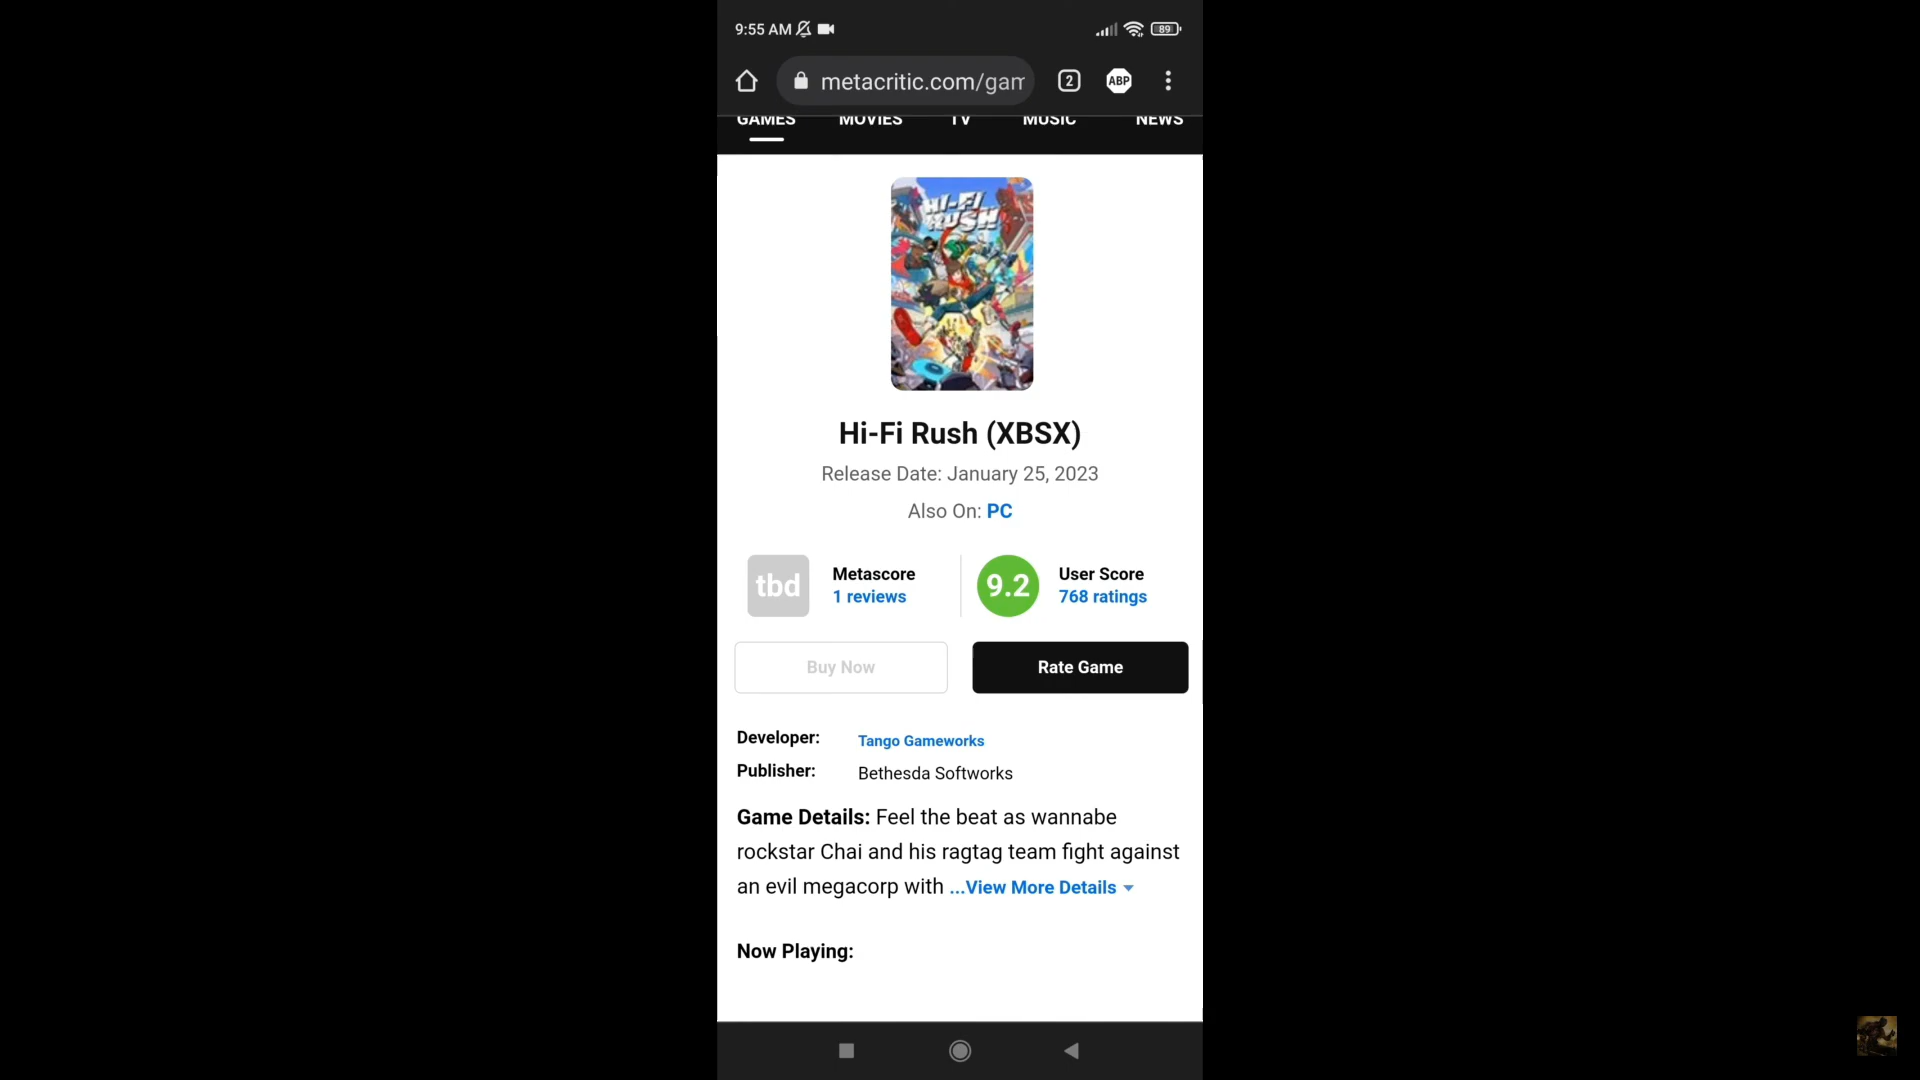 9:55 AM
89
metacritic.com/gam
2
ABP
GAMES MOVIES TV MUSIC NEWS
HI-FI
RUSH
Hi-Fi Rush (XBSX)
Release Date: January 25, 2023
Also On: PC
tbd
Metascore
1 reviews
9.2
User Score
768 ratings
Buy Now
Rate Game
Developer: Tango Gameworks
Publisher: Bethesda Softworks
Game Details: Feel the beat as wannabe
rockstar Chai and his ragtag team fight against
an evil megacorp with ...View More Details
Now Playing: